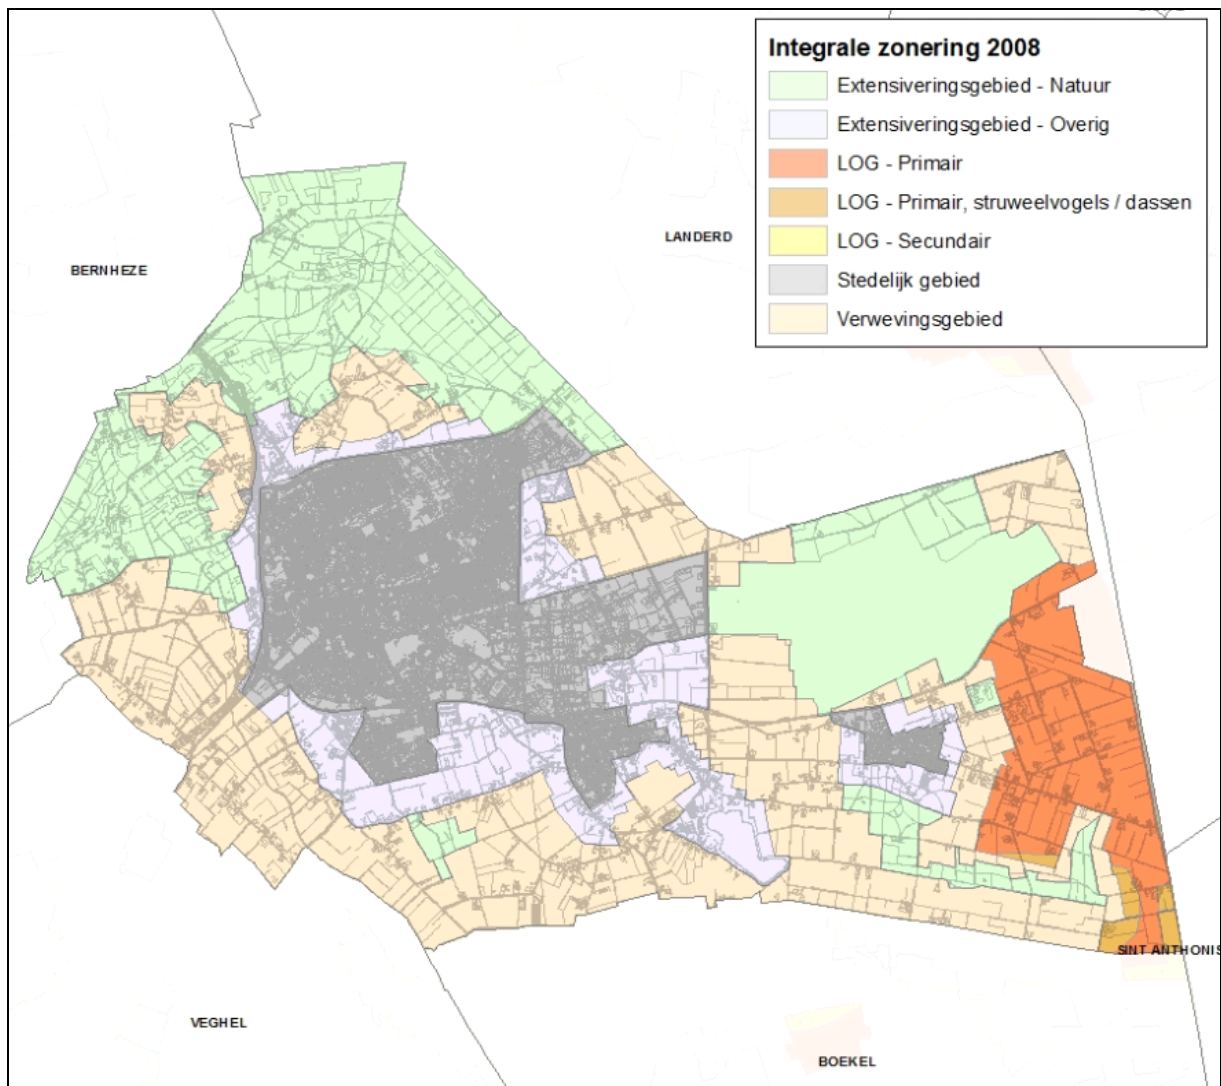 Integrale zonering 2008
Extensiveringsgebied - Natuur
Extensiveringsgebied - Overig
LOG - Primair
LOG - Primair, struweelvogels / dassen
LOG - Secundair
Stedelijk gebied
Verwevingsgebied
LANDERD
BERNHEZE
SINT ANTHONIS
VEGHEL
BOEKEL